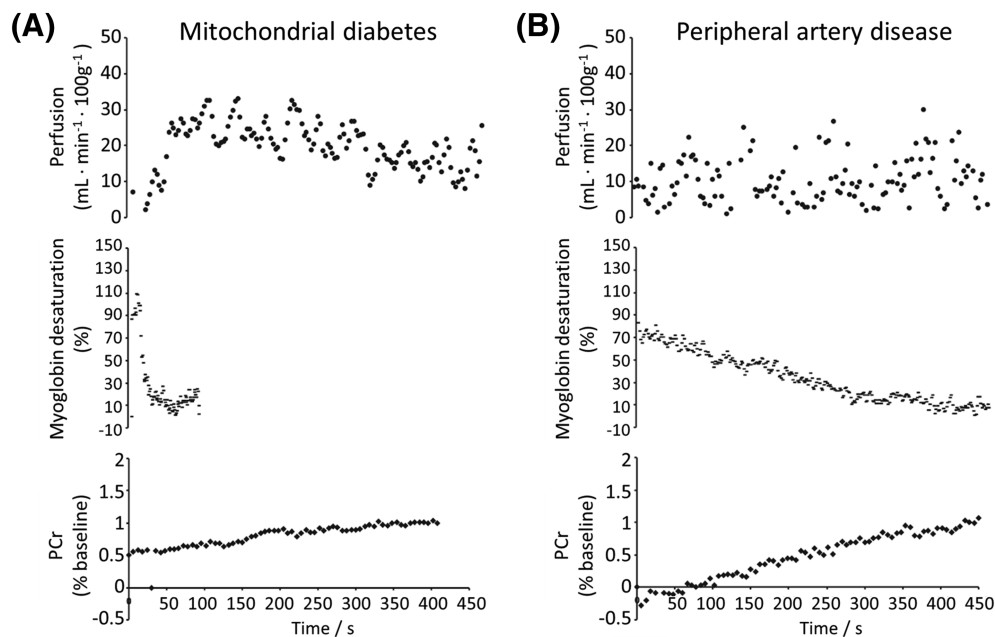 (A) Mitochondrial diabetes
Perfusion
(mL · min⁻¹ · 100g⁻¹)
50
40
30
20
10
0
Myoglobin desaturation
(%)
150
130
110
90
70
50
30
10
-10
PCr
(% baseline)
2
1.5
1
0.5
0
-0.5
50 100 150 200 250 300 350 400 450
Time / s
(B) Peripheral artery disease
Perfusion
(mL · min⁻¹ · 100g⁻¹)
50
40
30
20
10
0
Myoglobin desaturation
(%)
150
130
110
90
70
50
30
10
-10
PCr
(% baseline)
2
1.5
1
0.5
0
-0.5
0 50 100 150 200 250 300 350 400 450
Time / s